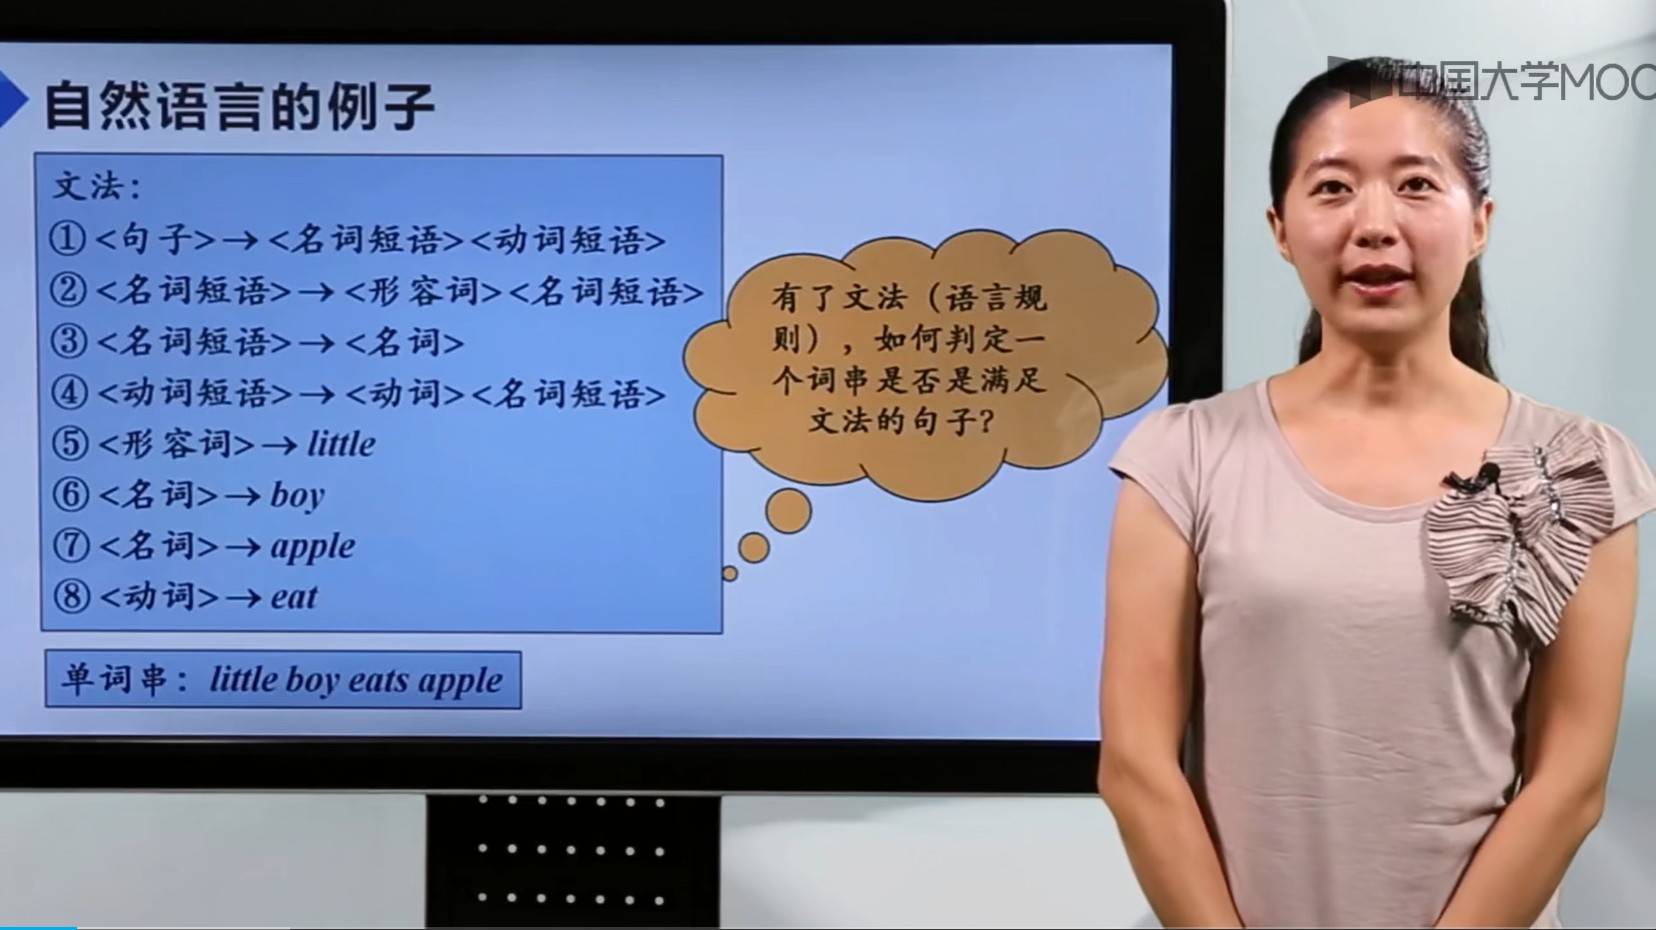 中国大学MOO
自然语言的例子
文法：
①<句子>→<名词短语><动词短语>
②<名词短语>→<形容词><名词短语>
③<名词短语>→<名词>
④<动词短语>→<动词><名词短语>
⑤<形容词>→little
⑥<名词>→boy
⑦<名词>→apple
⑧<动词>→eat
有了文法（语言规
则），如何判定一
个词串是否是满足
文法的句子？
单词串：little boy eats apple